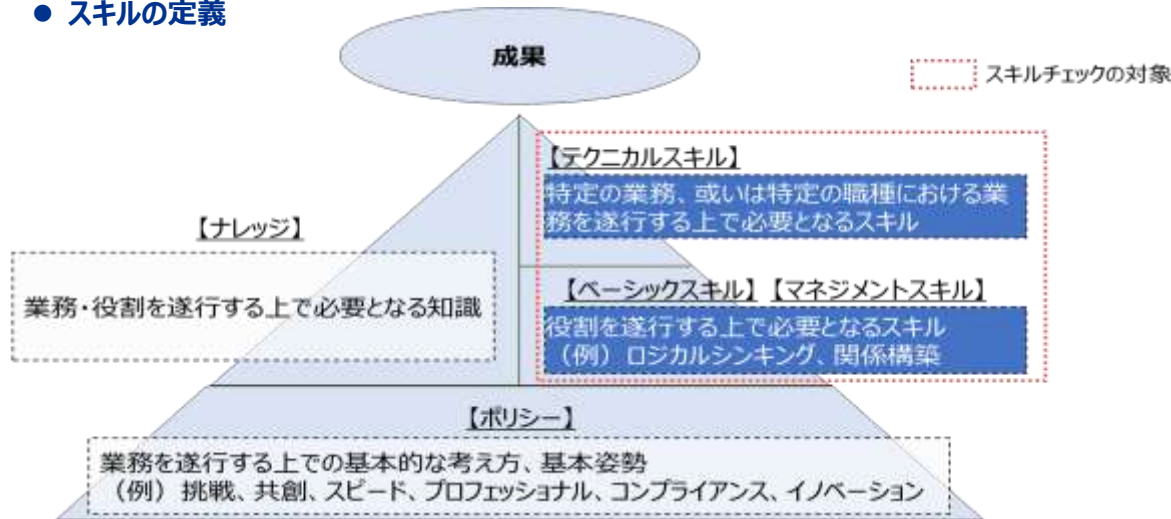 ● スキルの定義
成果
スキルチェックの対象
【テクニカルスキル】
特定の業務、或いは特定の職種における業
務を遂行する上で必要となるスキル
【ナレッジ】
業務・役割を遂行する上で必要となる知識
【ベーシックスキル】【マネジメントスキル】
役割を遂行する上で必要となるスキル
（例）ロジカルシンキング、関係構築
【ポリシー】
業務を遂行する上での基本的な考え方、基本姿勢
（例）挑戦、共創、スピード、プロフェッショナル、コンプライアンス、イノベーション